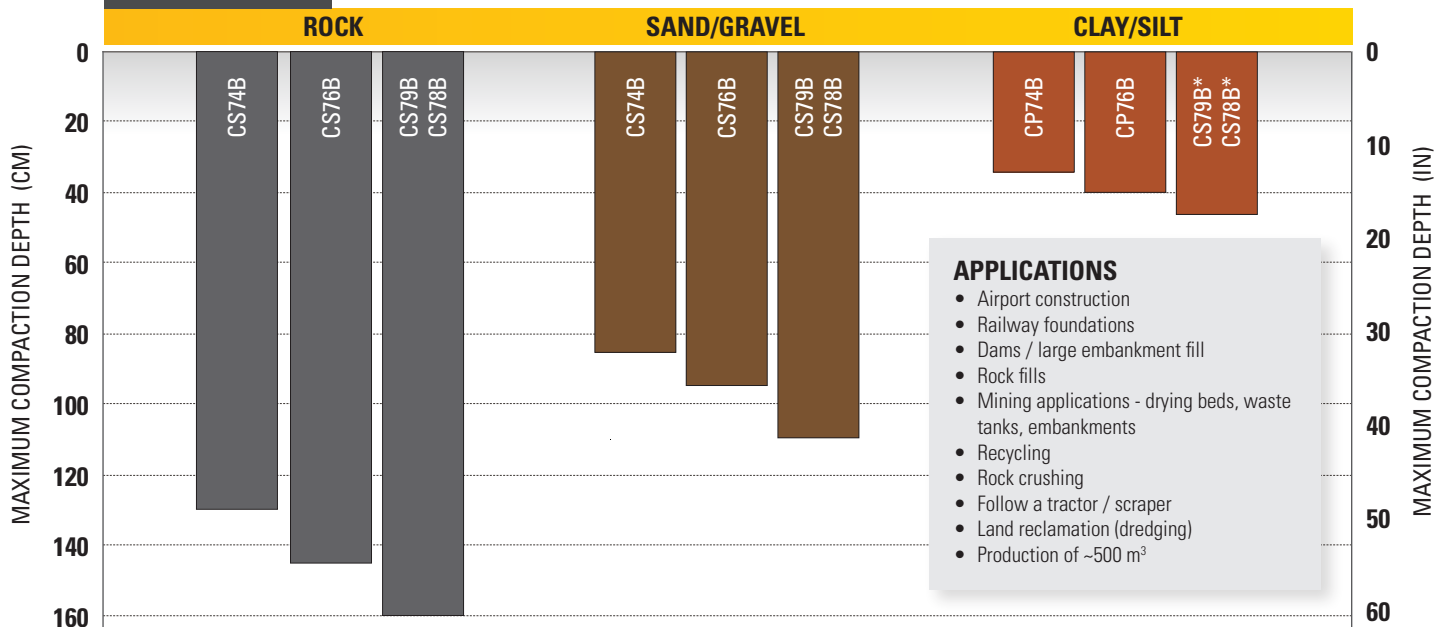 ROCK SAND/GRAVEL CLAY/SILT
MAXIMUM COMPACTION DEPTH (CM)
0
20
40
60
80
100
120
140
160
CS74B
CS76B
CS79B
CS78B
CS74B
CS76B
CS79B
CS78B
CP74B
CP76B
CS79B*
CS78B*
APPLICATIONS
• Airport construction
• Railway foundations
• Dams / large embankment fill
• Rock fills
• Mining applications - drying beds, waste
tanks, embankments
• Recycling
• Rock crushing
• Follow a tractor / scraper
• Land reclamation (dredging)
• Production of ~500 m³
0
10
20
30
40
50
60
MAXIMUM COMPACTION DEPTH (IN)